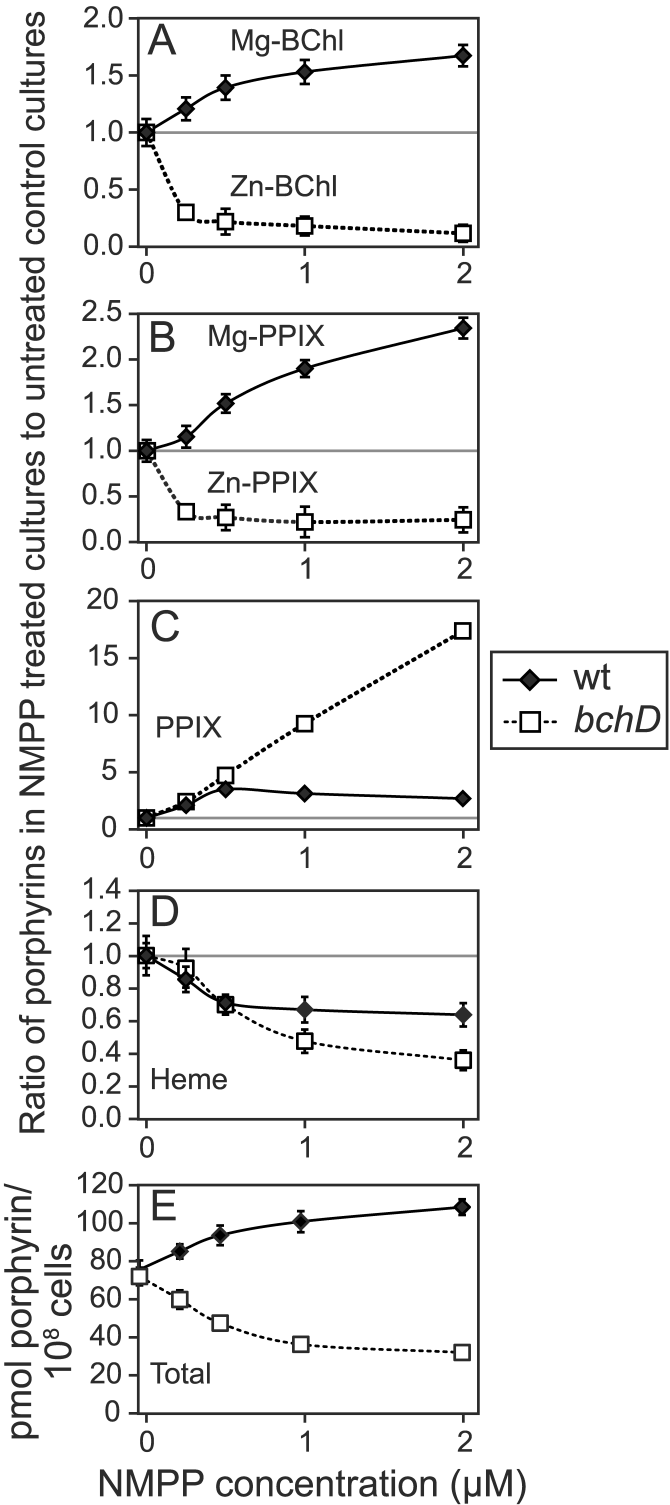 Ratio of porphyrins in NMPP treated cultures to untreated control cultures
A
Mg-BChl
Zn-BChl
2.0
1.5
1.0
0.5
0.0
0 1 2
B
Mg-PPIX
Zn-PPIX
2.5
2.0
1.5
1.0
0.5
0.0
0 1 2
C
PPIX
20
15
10
5
0
0 1 2
wt
bchD
D
Heme
1.4
1.2
1.0
0.8
0.6
0.4
0.2
0.0
0 1 2
pmol porphyrin/
10⁸ cells
E
Total
120
100
80
60
40
20
0
0 1 2
NMPP concentration (µM)